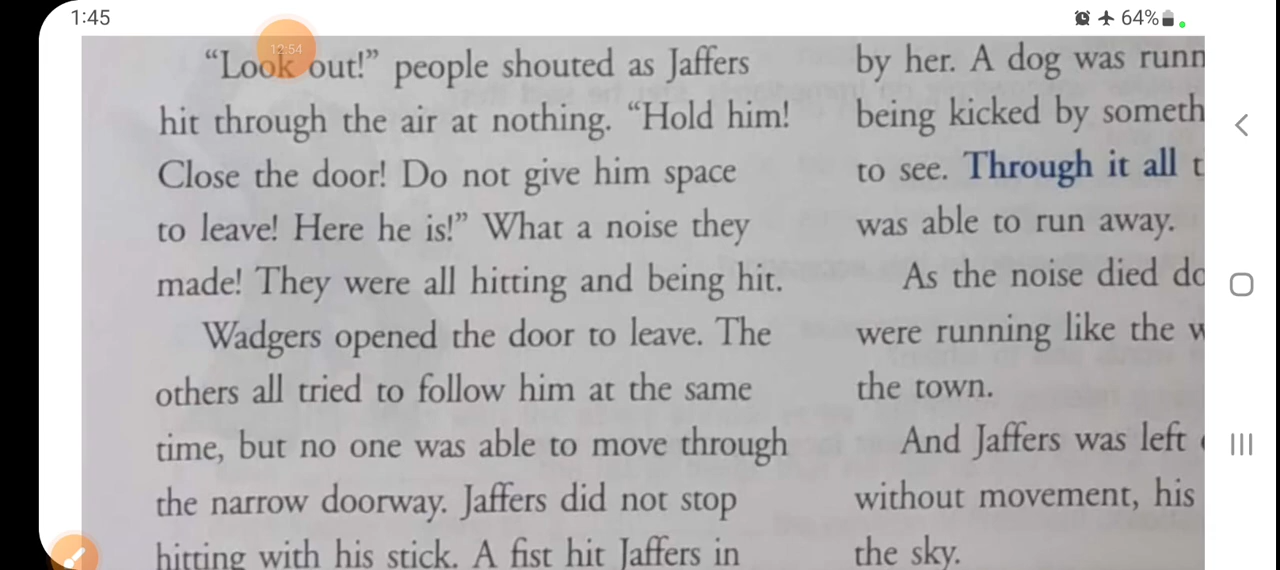 1:45
64%
12:54
“Look out!” people shouted as Jaffers
hit through the air at nothing. “Hold him!
Close the door! Do not give him space
to leave! Here he is!” What a noise they
made! They were all hitting and being hit.
Wadgers opened the door to leave. The
others all tried to follow him at the same
time, but no one was able to move through
the narrow doorway. Jaffers did not stop
hitting with his stick. A fist hit Jaffers in
by her. A dog was runn
being kicked by someth
to see. Through it all t
was able to run away.
As the noise died do
were running like the w
the town.
And Jaffers was left
without movement, his
the sky.